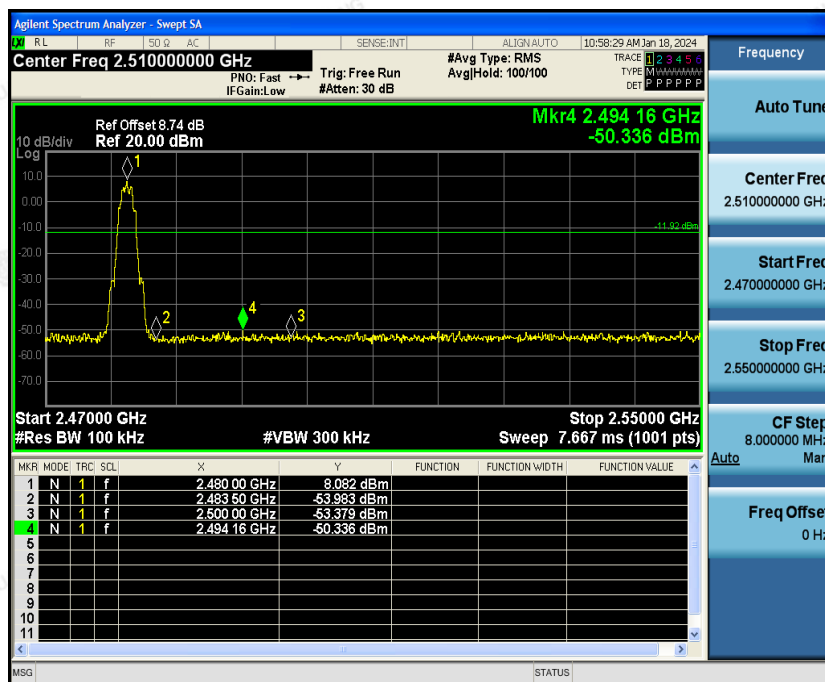 Agilent Spectrum Analyzer - Swept SA
LXI RL RF 50 Ω AC SENSE:INT ALIGN AUTO 10:58:29 AM Jan 18, 2024
Center Freq 2.510000000 GHz
PNO: Fast
IFGain:Low
Trig: Free Run
#Atten: 30 dB
#Avg Type: RMS
Avg|Hold: 100/100
TRACE 1 2 3 4 5 6
TYPE M
DET P P P P P P
Ref Offset 8.74 dB
Ref 20.00 dBm
10 dB/div
Log
Mkr4 2.494 16 GHz
-50.336 dBm
1
10.0
0.00
-10.0
-11.92 dBm
-20.0
-30.0
-40.0
2
4
3
-50.0
-60.0
-70.0
Start 2.47000 GHz
Stop 2.55000 GHz
#Res BW 100 kHz
#VBW 300 kHz
Sweep 7.667 ms (1001 pts)
MKR MODE TRC SCL X Y FUNCTION FUNCTION WIDTH FUNCTION VALUE
1 N 1 f 2.480 00 GHz 8.082 dBm
2 N 1 f 2.483 50 GHz -53.983 dBm
3 N 1 f 2.500 00 GHz -53.379 dBm
4 N 1 f 2.494 16 GHz -50.336 dBm
5
6
7
8
9
10
11
MSG STATUS
Frequency
Auto Tune
Center Freq
2.510000000 GHz
Start Freq
2.470000000 GHz
Stop Freq
2.550000000 GHz
CF Step
8.000000 MHz
Auto Man
Freq Offset
0 Hz